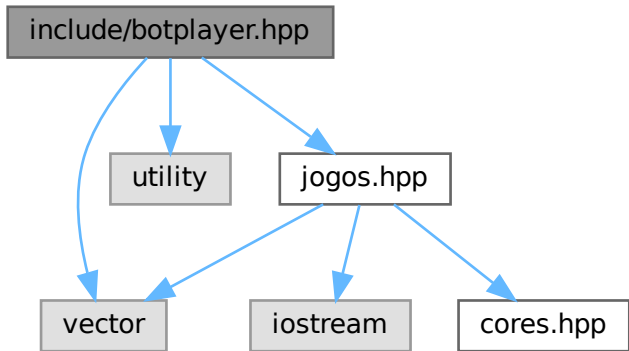 include/botplayer.hpp
utility
jogos.hpp
vector
iostream
cores.hpp